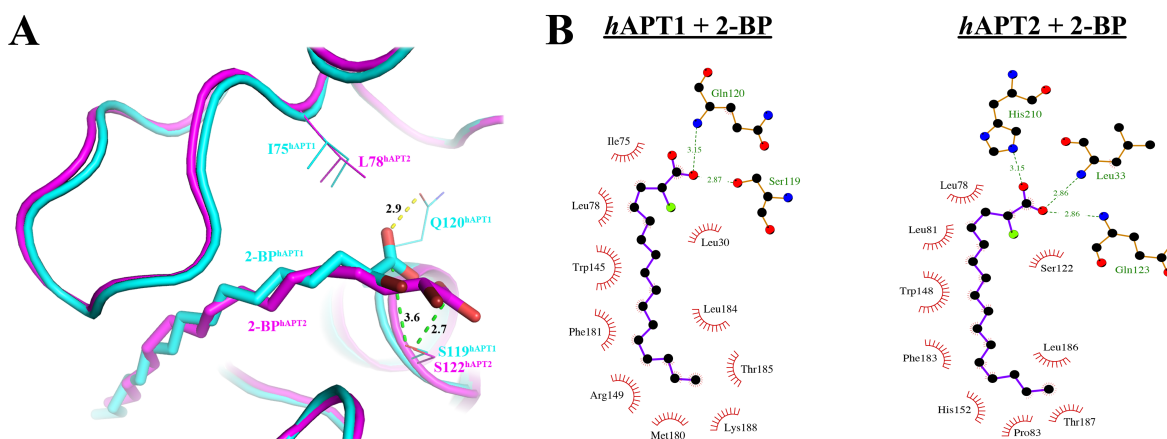 A
I75hAPT1
L78hAPT2
2.9
Q120hAPT1
2-BPhAPT1
2-BPhAPT2
3.6
2.7
S119hAPT1
S122hAPT2
B
hAPT1 + 2-BP
Gln120
Ile75
3.15
2.87
Ser119
Leu78
Leu30
Trp145
Leu184
Phe181
Thr185
Arg149
Met180
Lys188
hAPT2 + 2-BP
His210
3.15
Leu33
Leu78
2.86
2.86
Leu81
Ser122
Gln123
Trp148
Phe183
Leu186
His152
Pro83
Thr187